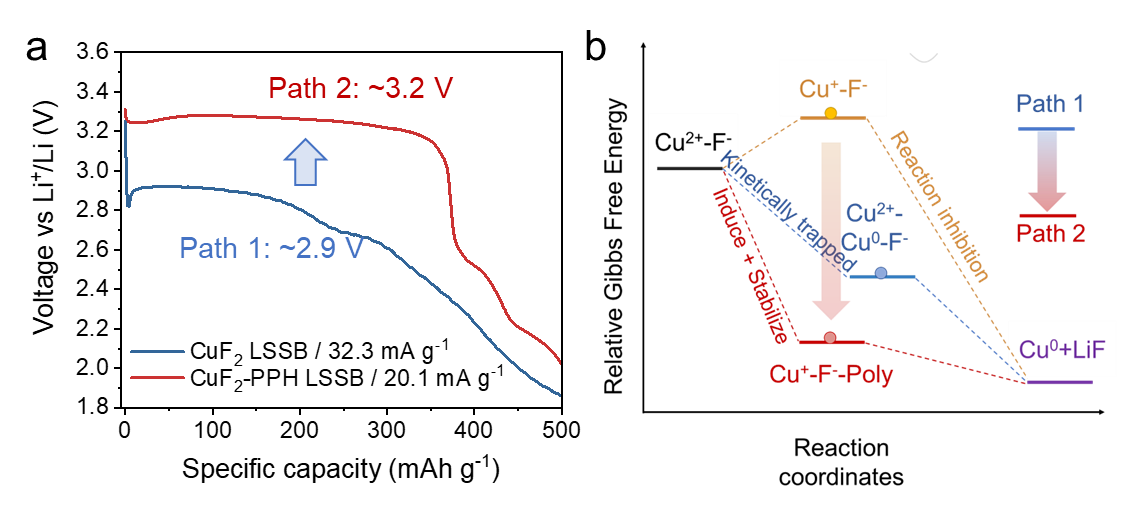 a
3.6
3.4
3.2
3.0
2.8
2.6
2.4
2.2
2.0
1.8
Voltage vs Li⁺/Li (V)
Path 2: ~3.2 V
Path 1: ~2.9 V
CuF₂ LSSB / 32.3 mA g⁻¹
CuF₂-PPH LSSB / 20.1 mA g⁻¹
0 100 200 300 400 500
Specific capacity (mAh g⁻¹)
b
Relative Gibbs Free Energy
Cu²⁺-F⁻
Cu⁺-F⁻
Path 1
Path 2
Kinetically trapped
Induce + Stabilize
Reaction inhibition
Cu²⁺-
Cu⁰-F⁻
Cu⁺-F⁻-Poly
Cu⁰+LiF
Reaction
coordinates